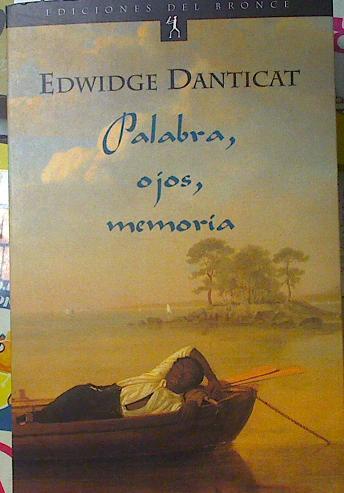 EDICIONES DEL BRONCE
EDWIDGE DANTICAT
Palabra,
ojos,
memoria